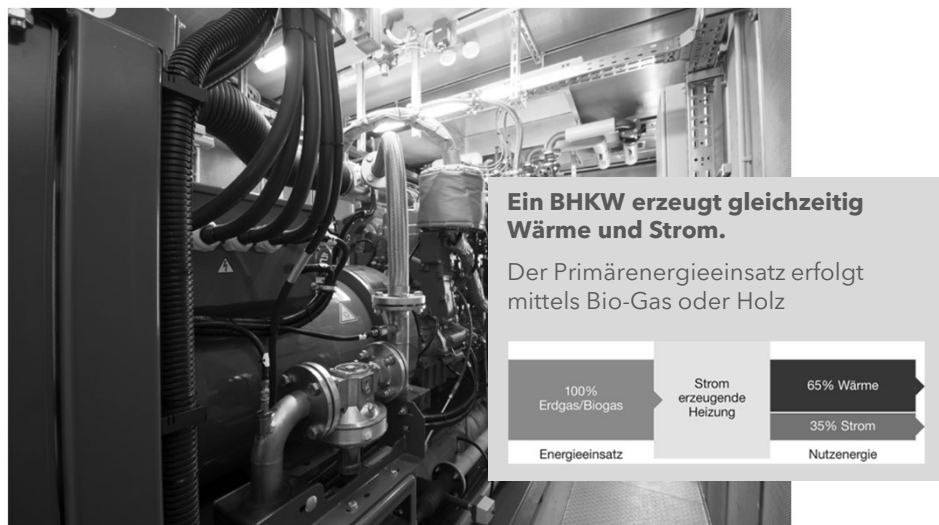 Ein BHKW erzeugt gleichzeitig
Wärme und Strom.
Der Primärenergieeinsatz erfolgt
mittels Bio-Gas oder Holz
100%
Erdgas/Biogas
Strom
erzeugende
Heizung
65% Wärme
35% Strom
Energieeinsatz
Nutzenergie